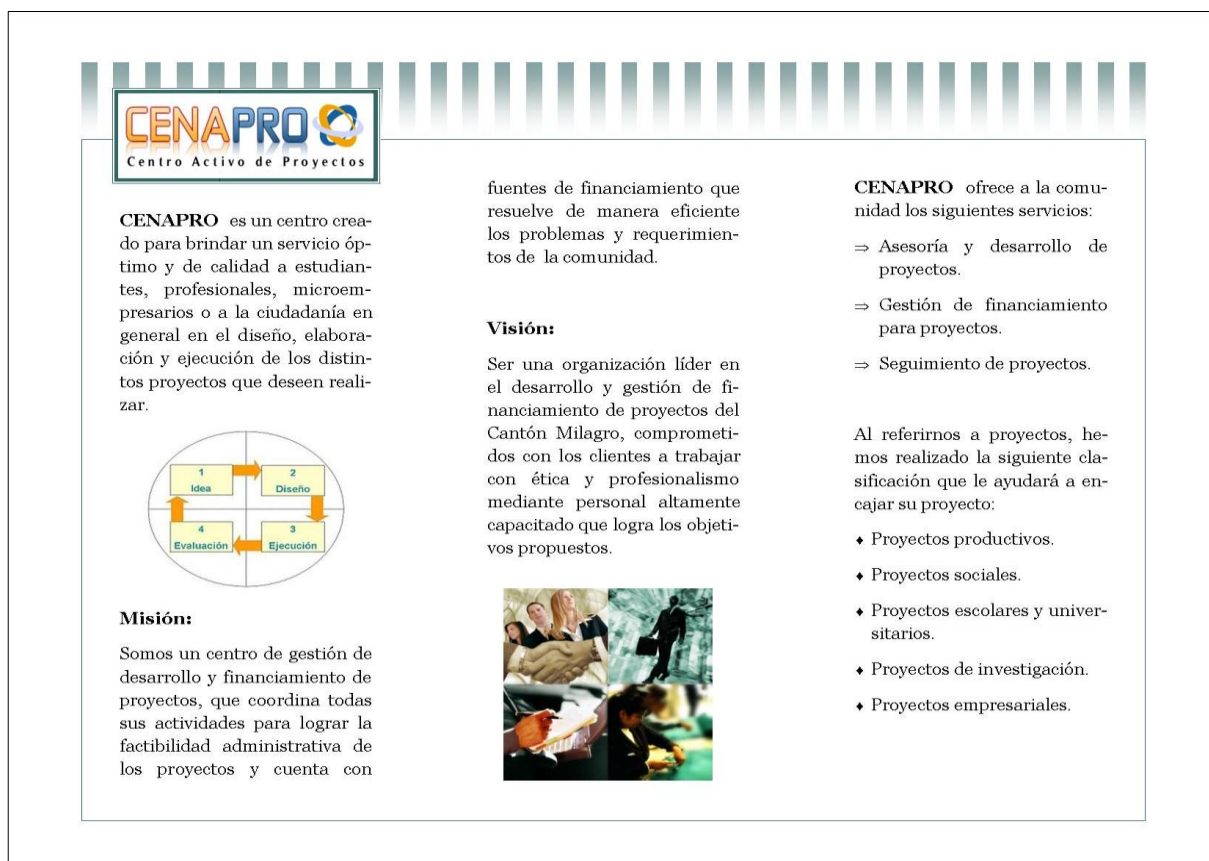 CENAPRO
Centro Activo de Proyectos
CENAPRO es un centro crea-
do para brindar un servicio óp-
timo y de calidad a estudian-
tes, profesionales, microem-
presarios o a la ciudadanía en
general en el diseño, elabora-
ción y ejecución de los distin-
tos proyectos que deseen reali-
zar.
1
Idea
2
Diseño
4
Evaluación
3
Ejecución
Misión:
Somos un centro de gestión de
desarrollo y financiamiento de
proyectos, que coordina todas
sus actividades para lograr la
factibilidad administrativa de
los proyectos y cuenta con
fuentes de financiamiento que
resuelve de manera eficiente
los problemas y requerimien-
tos de la comunidad.
Visión:
Ser una organización líder en
el desarrollo y gestión de fi-
nanciamiento de proyectos del
Cantón Milagro, comprometi-
dos con los clientes a trabajar
con ética y profesionalismo
mediante personal altamente
capacitado que logra los objeti-
vos propuestos.
CENAPRO ofrece a la comu-
nidad los siguientes servicios:
⇒ Asesoría y desarrollo de
proyectos.
⇒ Gestión de financiamiento
para proyectos.
⇒ Seguimiento de proyectos.
Al referirnos a proyectos, he-
mos realizado la siguiente cla-
sificación que le ayudará a en-
cajar su proyecto:
♦ Proyectos productivos.
♦ Proyectos sociales.
♦ Proyectos escolares y univer-
sitarios.
♦ Proyectos de investigación.
♦ Proyectos empresariales.